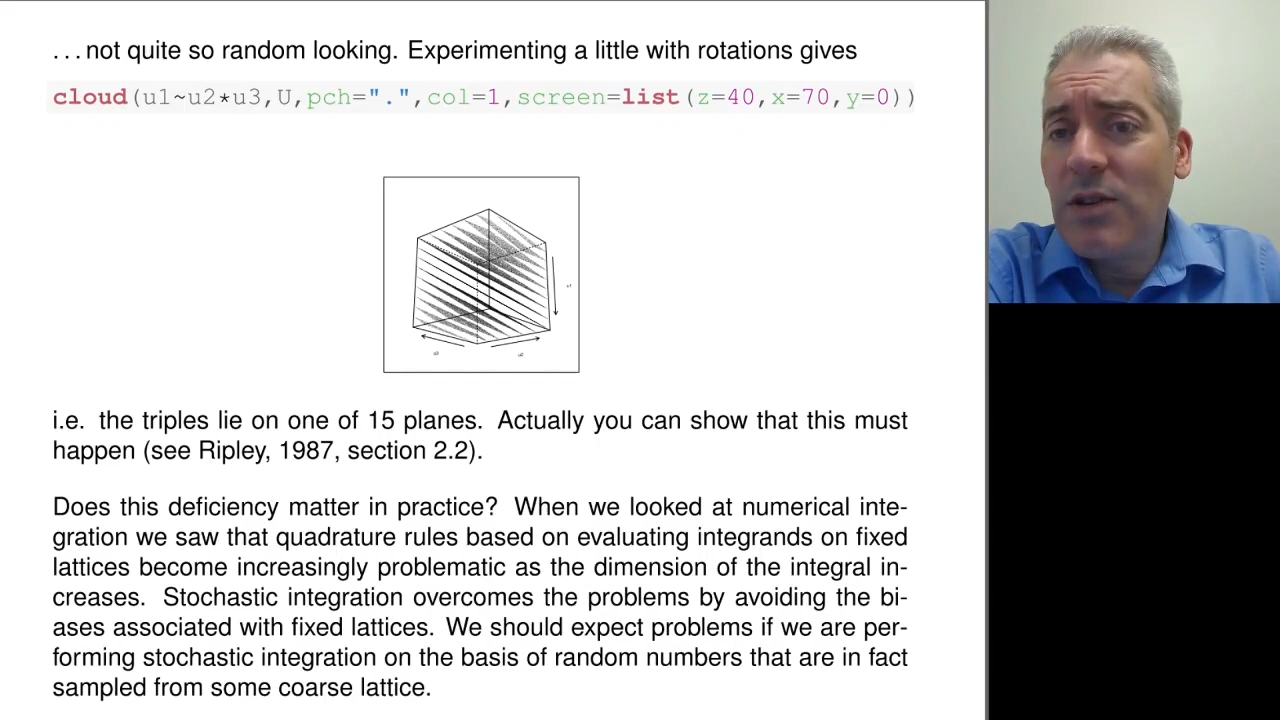 ...not quite so random looking. Experimenting a little with rotations gives
cloud(u1~u2*u3,U,pch=".",col=1,screen=list(z=40,x=70,y=0))
i.e. the triples lie on one of 15 planes. Actually you can show that this must
happen (see Ripley, 1987, section 2.2).
Does this deficiency matter in practice? When we looked at numerical inte-
gration we saw that quadrature rules based on evaluating integrands on fixed
lattices become increasingly problematic as the dimension of the integral in-
creases. Stochastic integration overcomes the problems by avoiding the bi-
ases associated with fixed lattices. We should expect problems if we are per-
forming stochastic integration on the basis of random numbers that are in fact
sampled from some coarse lattice.